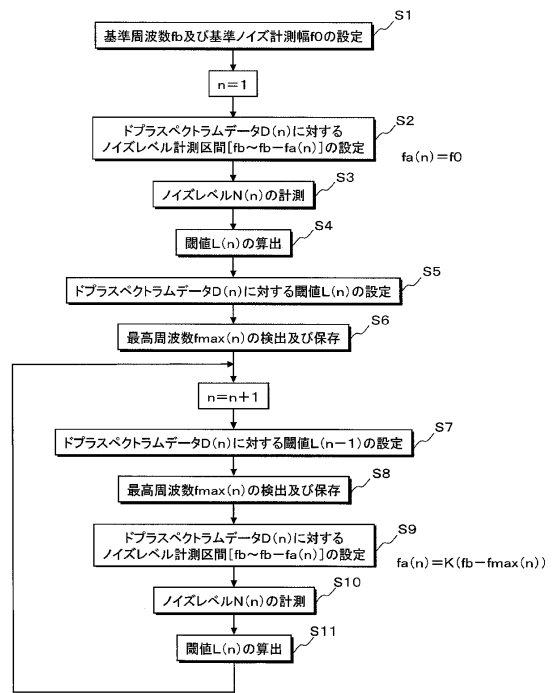 S1
基準周波数fb及び基準ノイズ計測幅f0の設定
n=1
S2
ドプラスペクトラムデータD(n)に対する
ノイズレベル計測区間[fb~fb-fa(n)]の設定
fa(n)=f0
S3
ノイズレベルN(n)の計測
S4
閾値L(n)の算出
S5
ドプラスペクトラムデータD(n)に対する閾値L(n)の設定
S6
最高周波数fmax(n)の検出及び保存
n=n+1
S7
ドプラスペクトラムデータD(n)に対する閾値L(n-1)の設定
S8
最高周波数fmax(n)の検出及び保存
S9
ドプラスペクトラムデータD(n)に対する
ノイズレベル計測区間[fb~fb-fa(n)]の設定
fa(n)=K(fb-fmax(n))
S10
ノイズレベルN(n)の計測
S11
閾値L(n)の算出